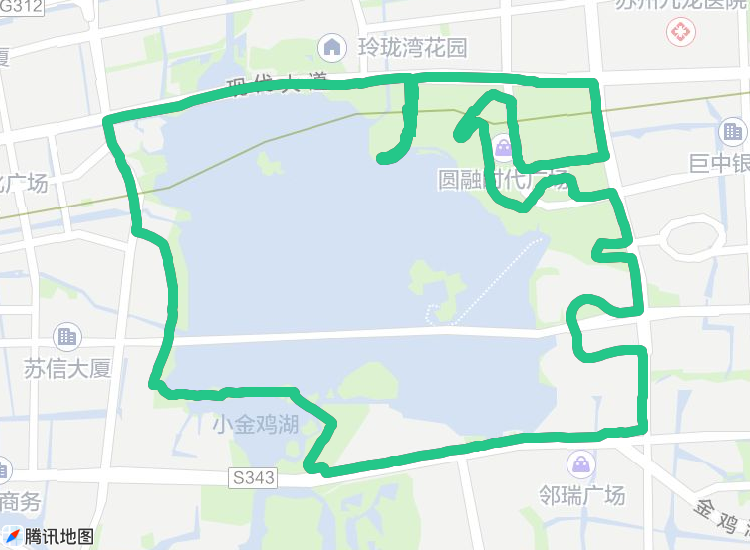 G312
苏州九龙医院
玲珑湾花园
现代大道
厦
巨中银
圆融时代广场
化广场
苏信大厦
小金鸡湖
S343
邻瑞广场
商务
金鸡湖
腾讯地图